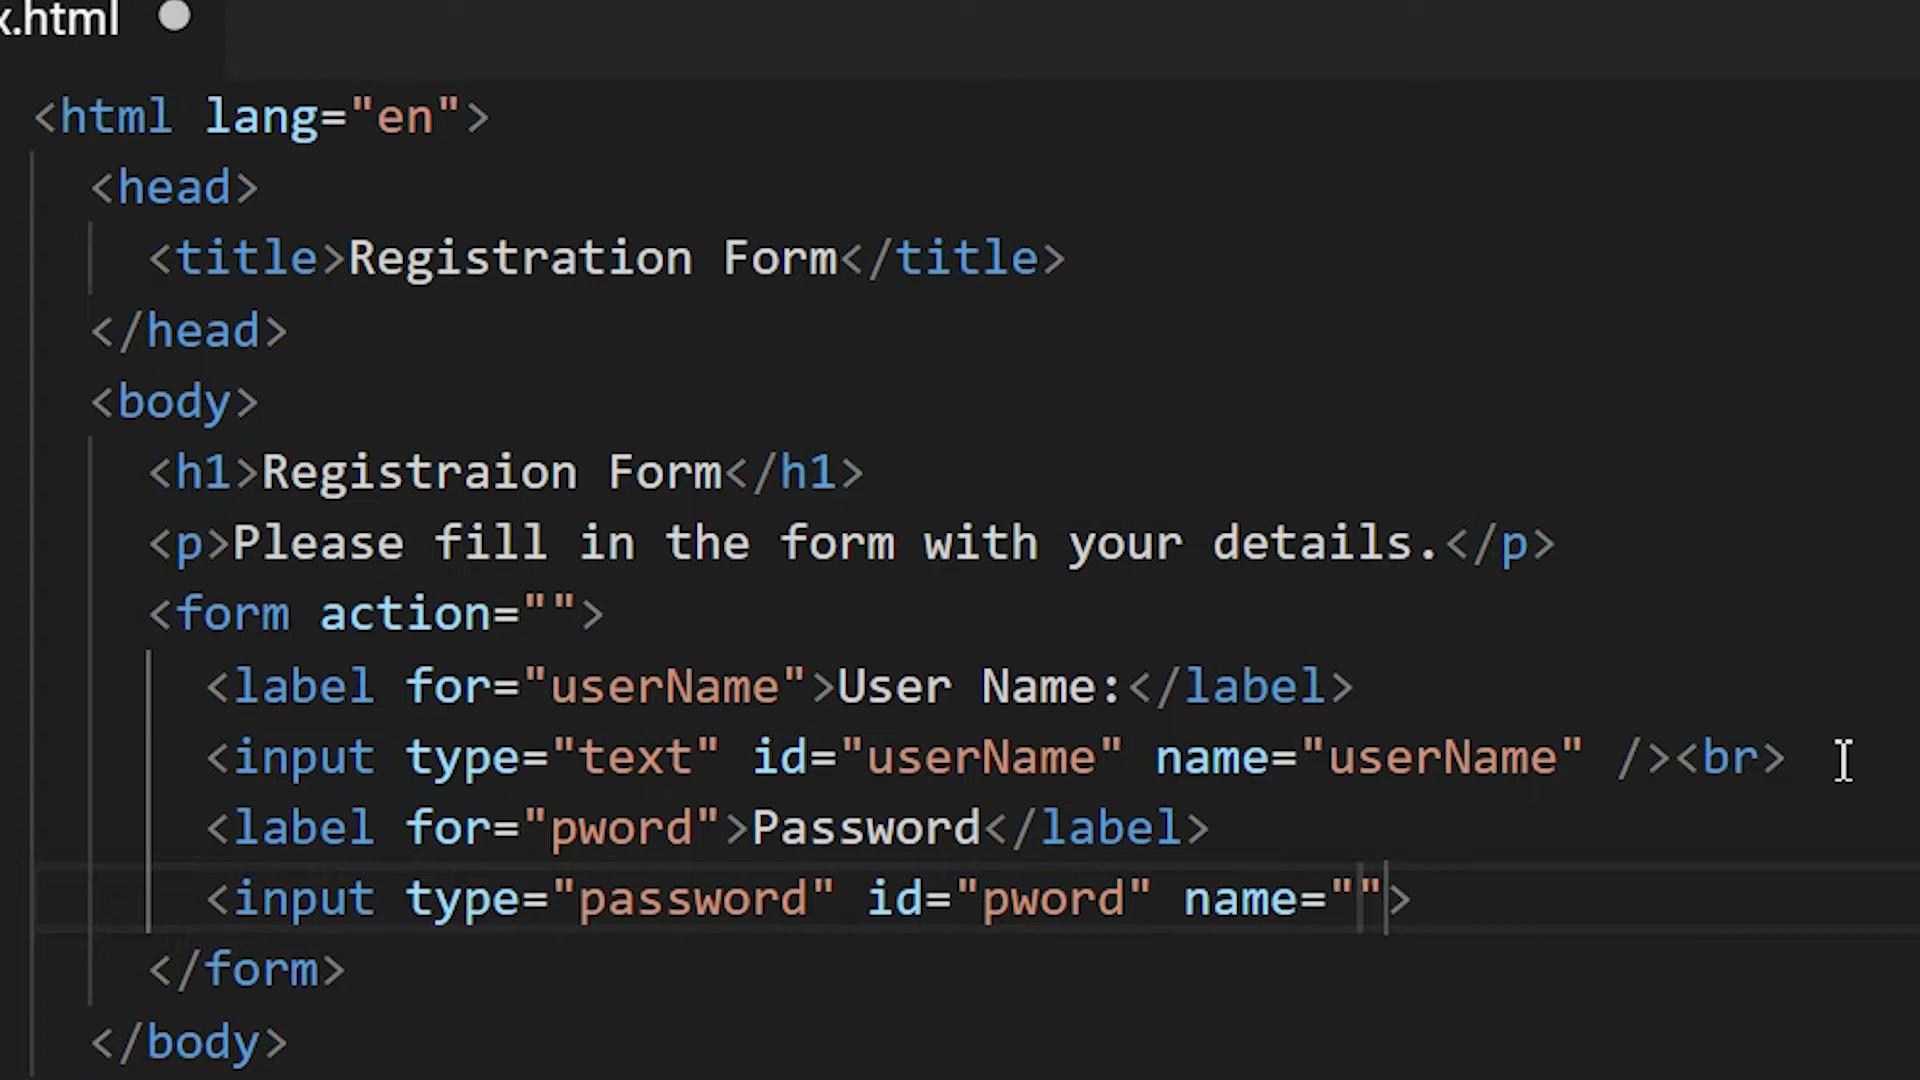 x.html
<html lang="en">
<head>
<title>Registration Form</title>
</head>
<body>
<h1>Registraion Form</h1>
<p>Please fill in the form with your details.</p>
<form action="">
<label for="userName">User Name:</label>
<input type="text" id="userName" name="userName" /><br>
<label for="pword">Password</label>
<input type="password" id="pword" name="">
</form>
</body>